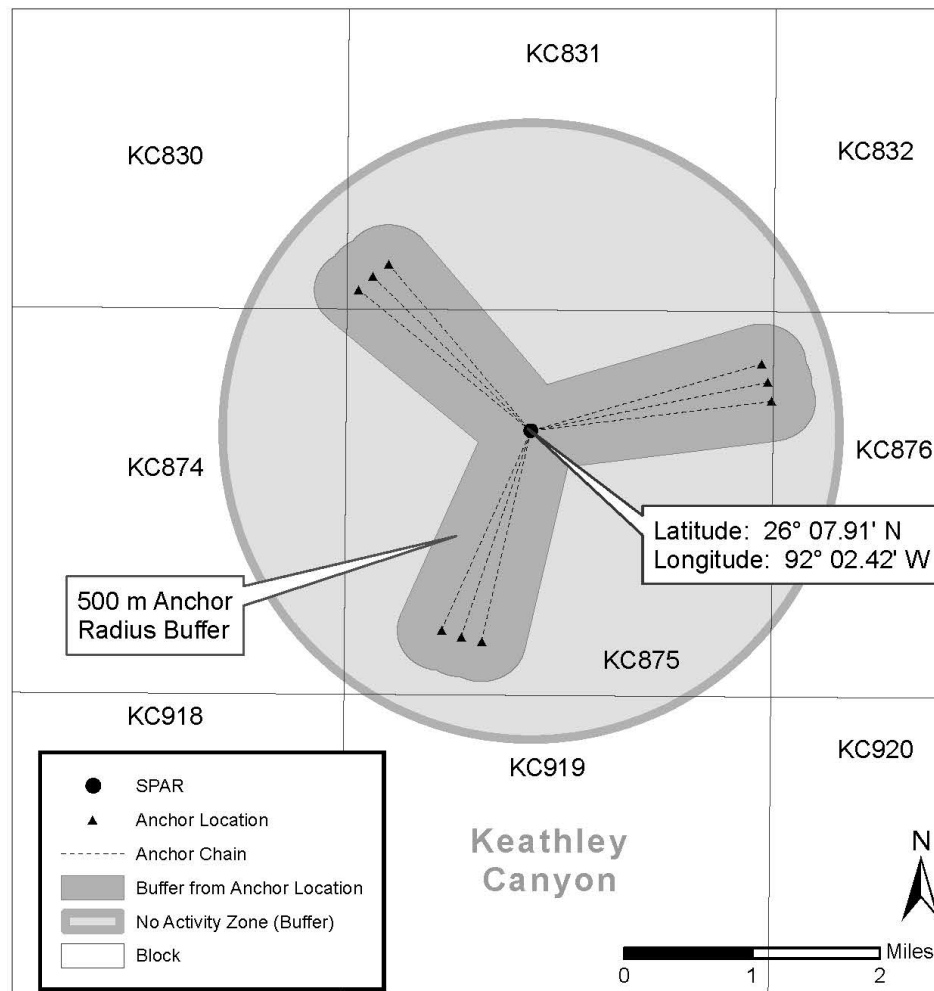 KC831
KC830
KC832
KC874
KC876
Latitude: 26° 07.91' N
Longitude: 92° 02.42' W
500 m Anchor
Radius Buffer
KC875
KC918
KC919
KC920
Keathley
Canyon
SPAR
Anchor Location
Anchor Chain
Buffer from Anchor Location
No Activity Zone (Buffer)
Block
N
Miles
0 1 2